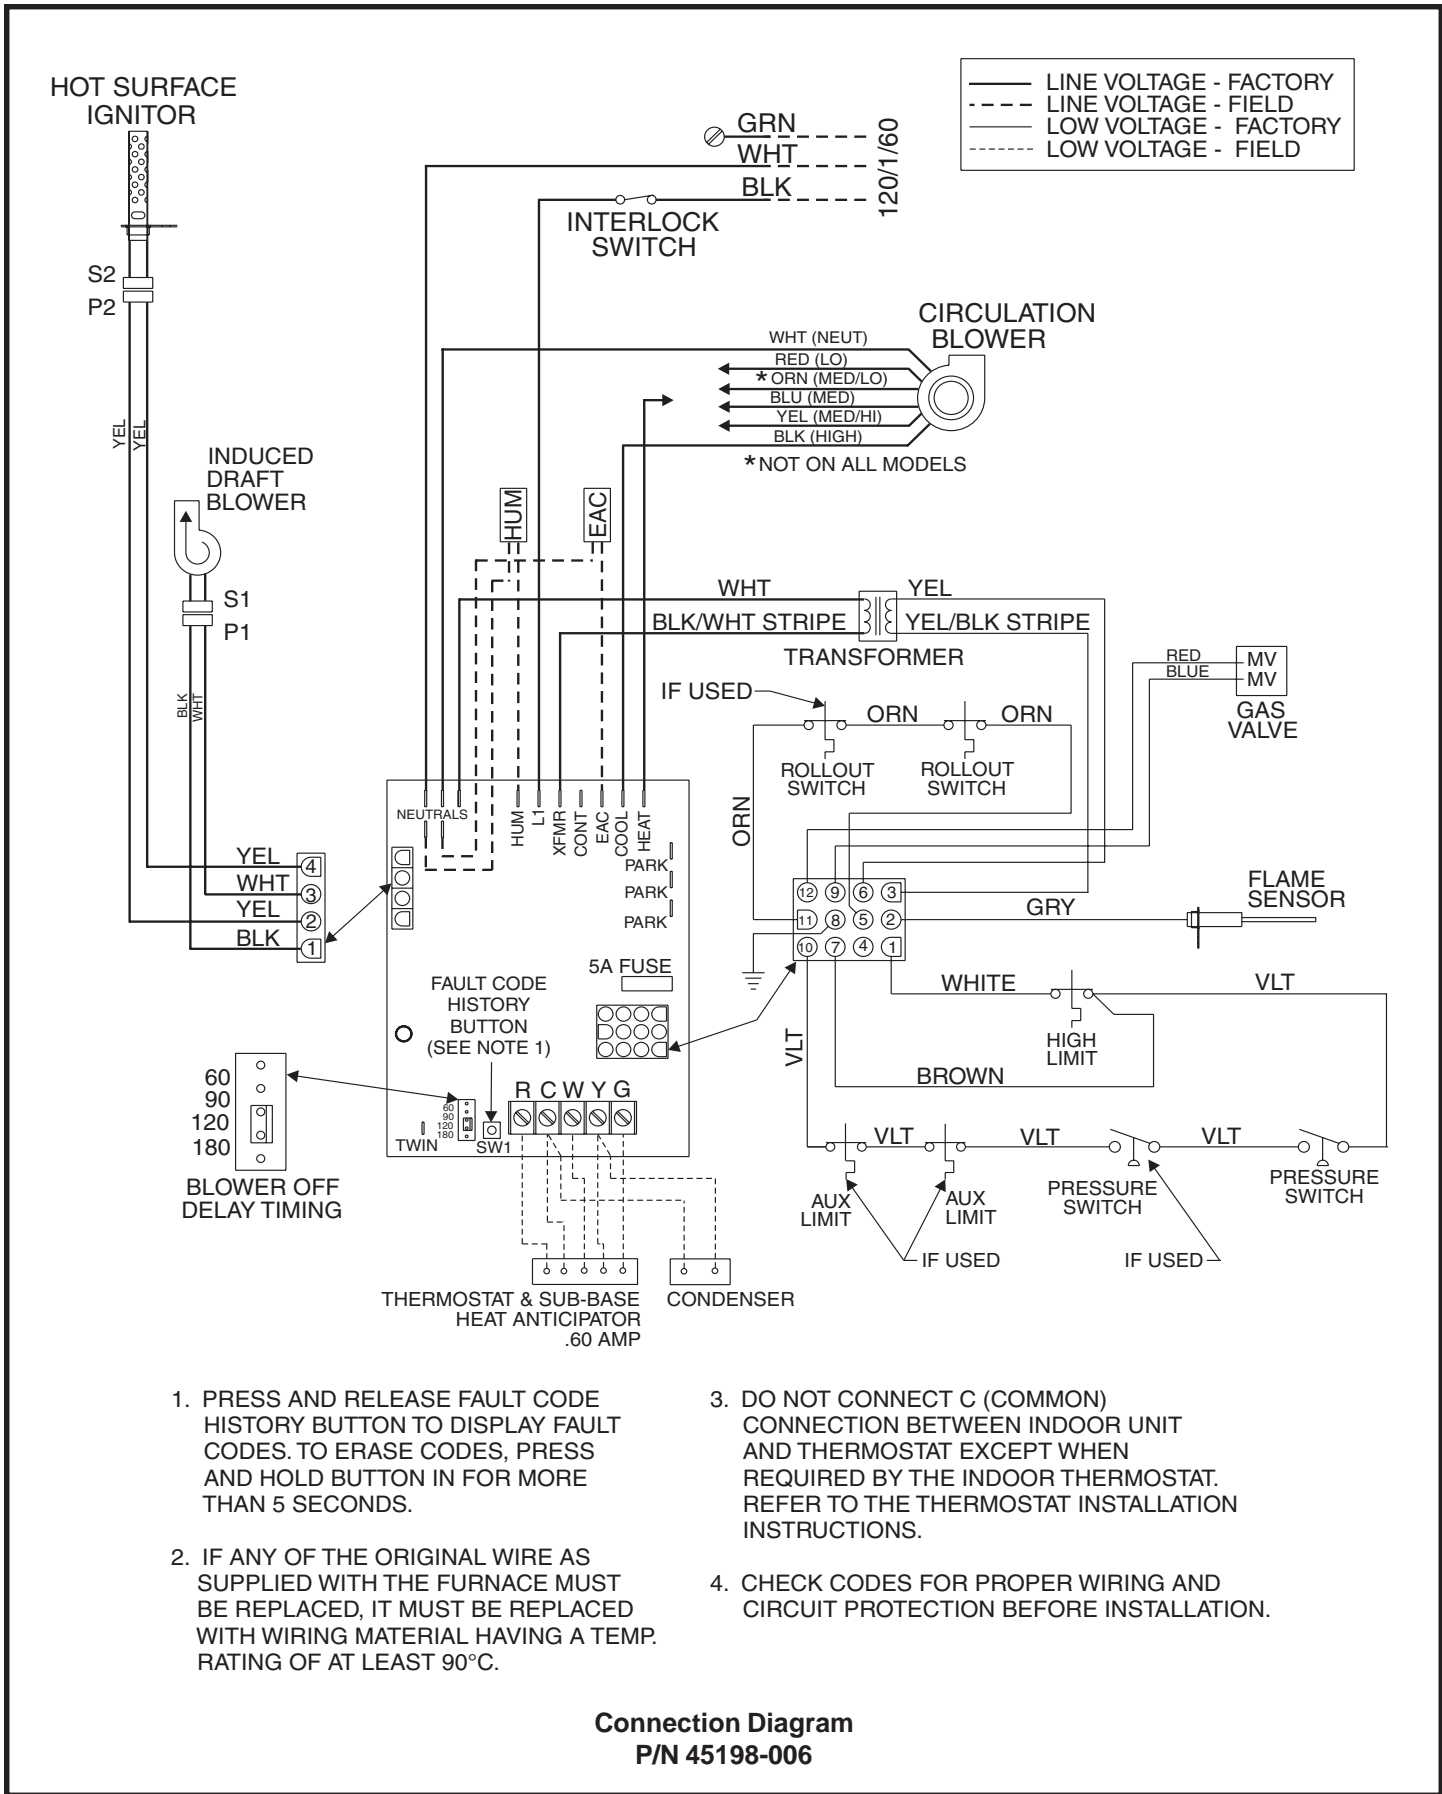 HOT SURFACE
IGNITOR
LINE VOLTAGE - FACTORY
LINE VOLTAGE - FIELD
LOW VOLTAGE - FACTORY
LOW VOLTAGE - FIELD
GRN
WHT
BLK
120/1/60
INTERLOCK
SWITCH
S2
P2
CIRCULATION
BLOWER
WHT (NEUT)
RED (LO)
* ORN (MED/LO)
BLU (MED)
YEL (MED/HI)
BLK (HIGH)
*NOT ON ALL MODELS
YEL
YEL
INDUCED
DRAFT
BLOWER
S1
P1
BLK
WHT
HUM
EAC
WHT
BLK/WHT STRIPE
YEL
YEL/BLK STRIPE
TRANSFORMER
RED
BLUE
MV
MV
GAS
VALVE
IF USED
ORN
ORN
ROLLOUT
SWITCH
ROLLOUT
SWITCH
ORN
NEUTRALS
HUM
L1
XFMR
CONT
EAC
COOL
HEAT
PARK
PARK
PARK
YEL
WHT
YEL
BLK
4
3
2
1
12
9
6
3
11
8
5
2
10
7
4
1
GRY
FLAME
SENSOR
5A FUSE
FAULT CODE
HISTORY
BUTTON
(SEE NOTE 1)
WHITE
VLT
HIGH
LIMIT
VLT
BROWN
60
90
120
180
BLOWER OFF
DELAY TIMING
60
90
120
180
TWIN
SW1
R C W Y G
VLT
VLT
VLT
AUX
LIMIT
AUX
LIMIT
IF USED
PRESSURE
SWITCH
PRESSURE
SWITCH
IF USED
THERMOSTAT & SUB-BASE
HEAT ANTICIPATOR
.60 AMP
CONDENSER
1. PRESS AND RELEASE FAULT CODE
HISTORY BUTTON TO DISPLAY FAULT
CODES. TO ERASE CODES, PRESS
AND HOLD BUTTON IN FOR MORE
THAN 5 SECONDS.
2. IF ANY OF THE ORIGINAL WIRE AS
SUPPLIED WITH THE FURNACE MUST
BE REPLACED, IT MUST BE REPLACED
WITH WIRING MATERIAL HAVING A TEMP.
RATING OF AT LEAST 90°C.
3. DO NOT CONNECT C (COMMON)
CONNECTION BETWEEN INDOOR UNIT
AND THERMOSTAT EXCEPT WHEN
REQUIRED BY THE INDOOR THERMOSTAT.
REFER TO THE THERMOSTAT INSTALLATION
INSTRUCTIONS.
4. CHECK CODES FOR PROPER WIRING AND
CIRCUIT PROTECTION BEFORE INSTALLATION.
Connection Diagram
P/N 45198-006